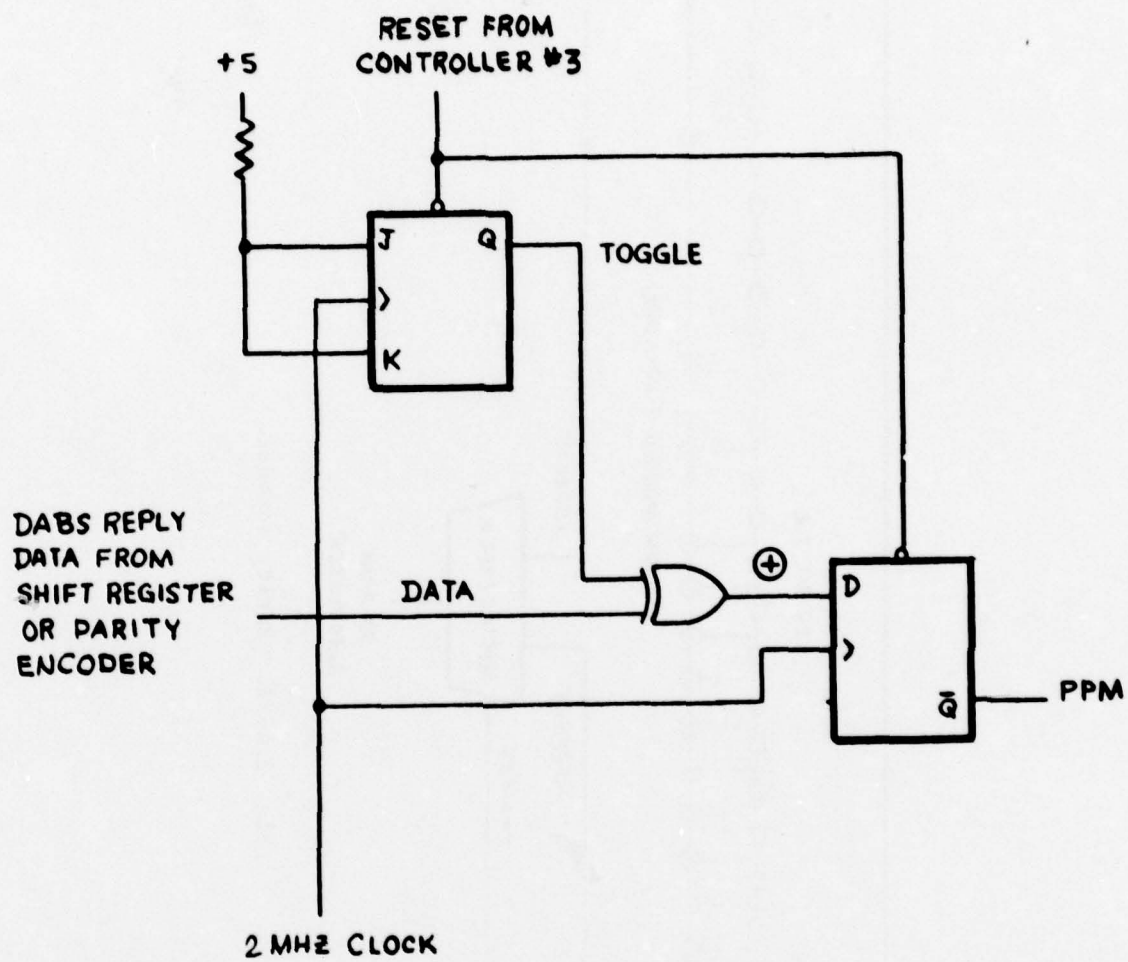 RESET FROM
CONTROLLER #3
+5
J
Q
K
TOGGLE
DABS REPLY
DATA FROM
SHIFT REGISTER
OR PARITY
ENCODER
DATA
+
D
Q̅
PPM
2 MHZ CLOCK